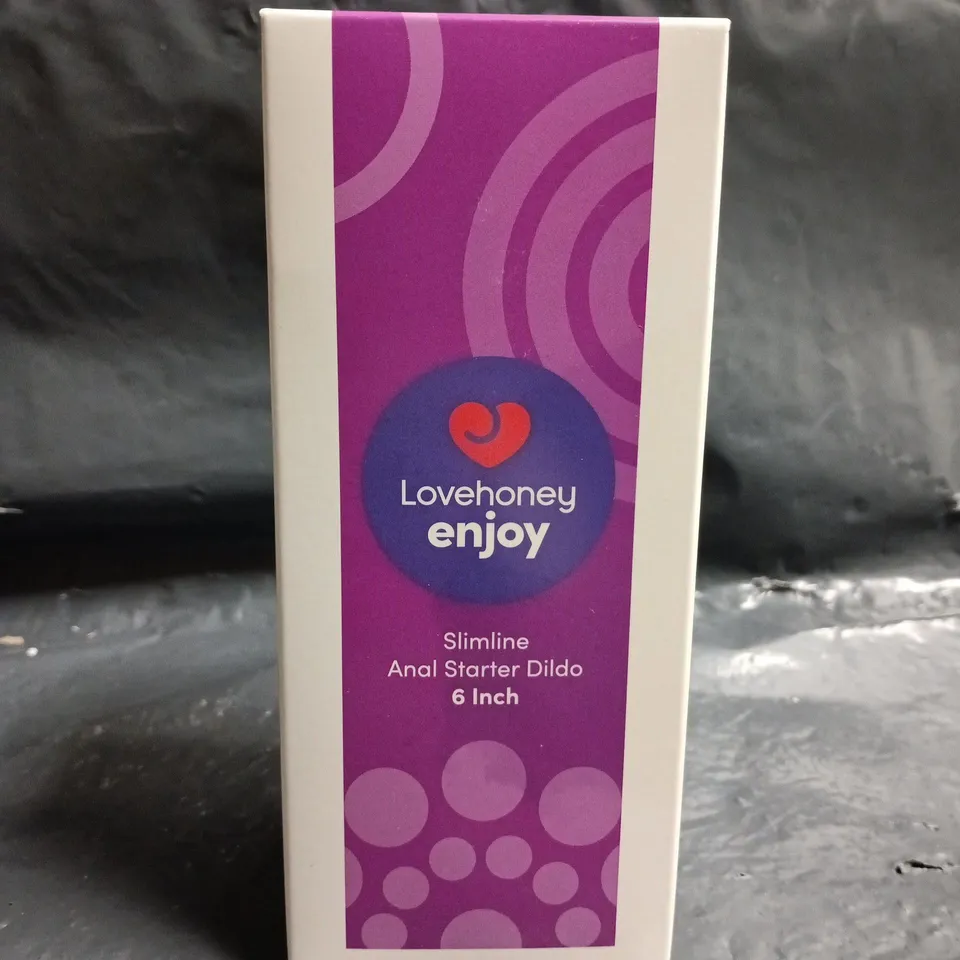 Lovehoney
enjoy
Slimline
Anal Starter Dildo
6 Inch